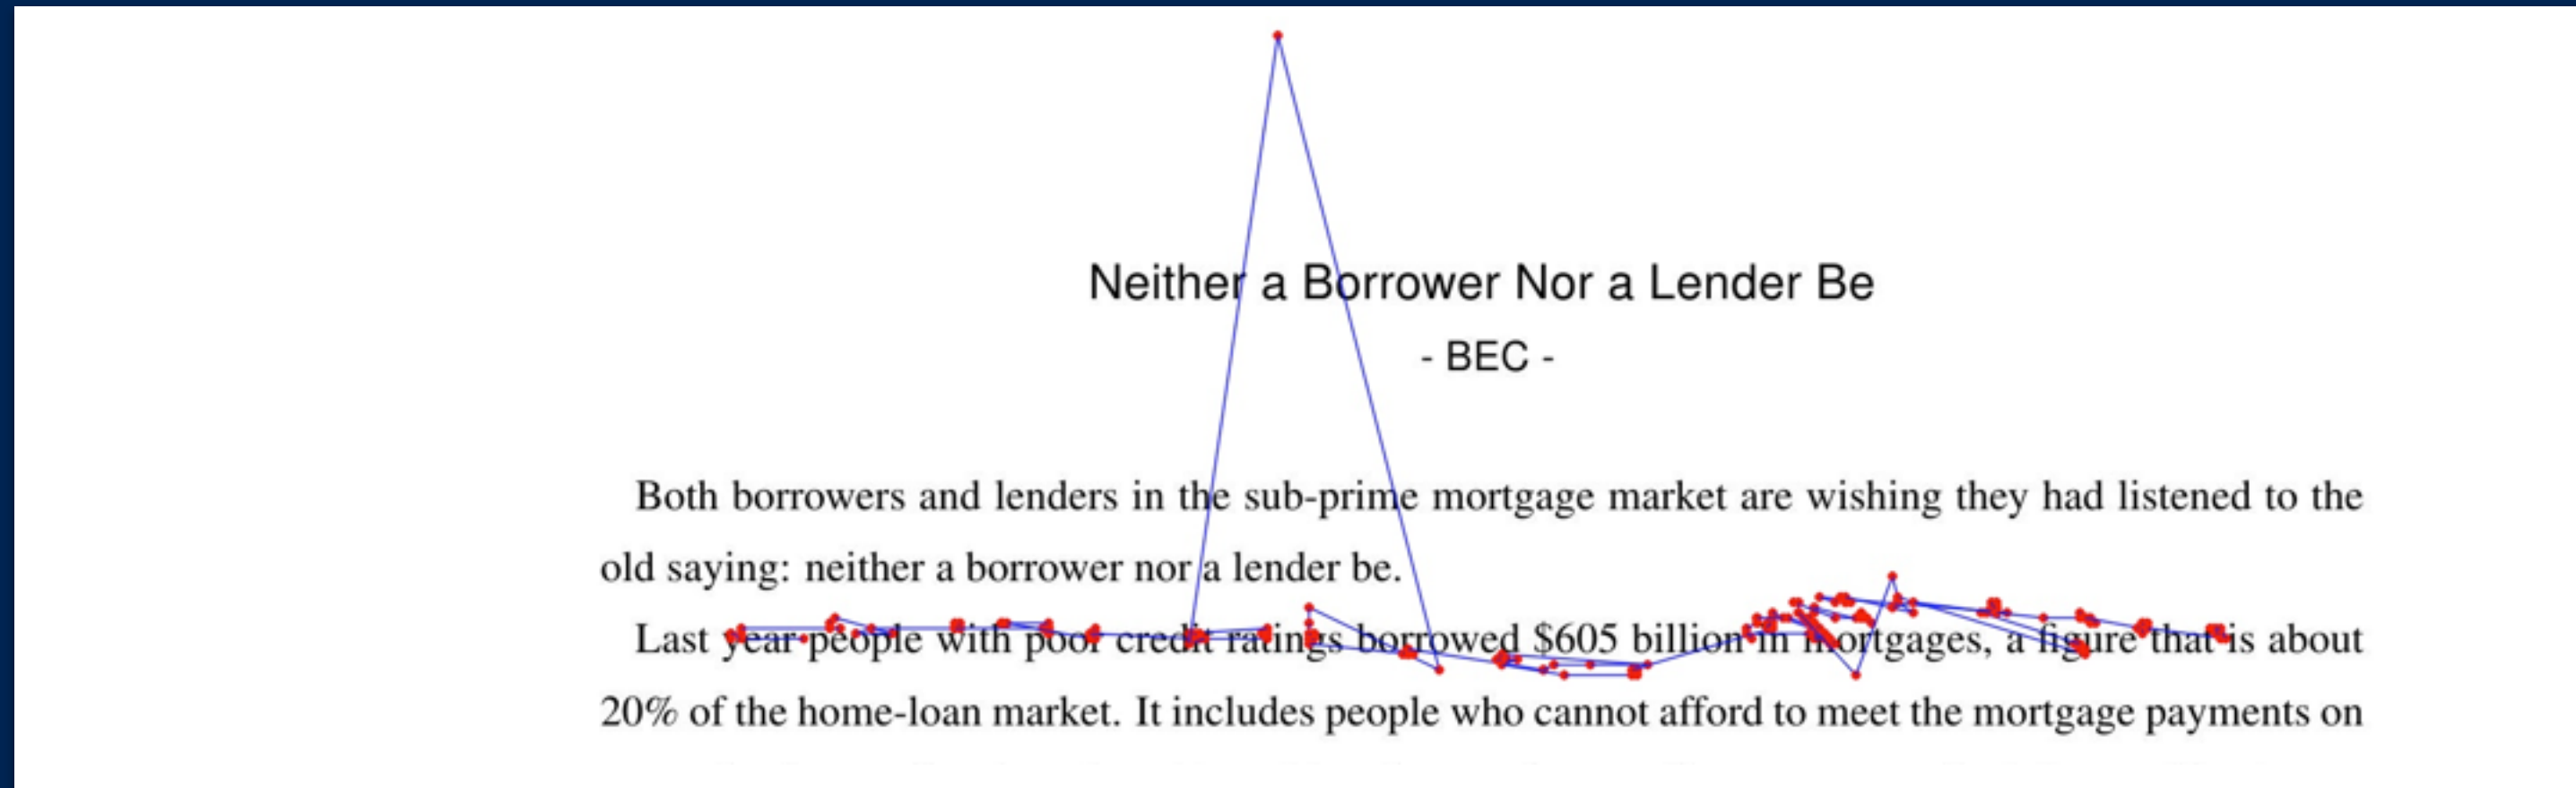 Neither a Borrower Nor a Lender Be
- BEC -
Both borrowers and lenders in the sub-prime mortgage market are wishing they had listened to the
old saying: neither a borrower nor a lender be.
Last year people with poor credit ratings borrowed $605 billion in mortgages, a figure that is about
20% of the home-loan market. It includes people who cannot afford to meet the mortgage payments on